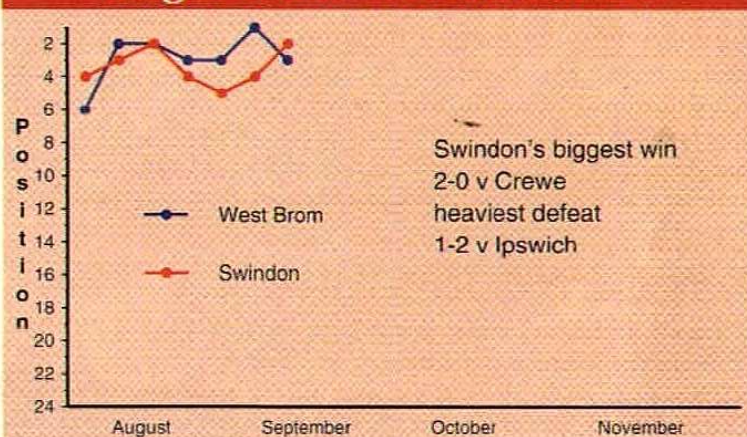 2
4
6
8
10
12
14
16
18
20
22
24
Position
West Brom
Swindon
Swindon's biggest win
2-0 v Crewe
heaviest defeat
1-2 v Ipswich
August September October November